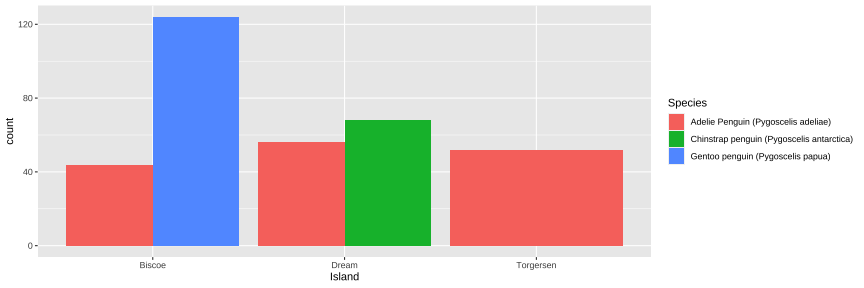 120
80
40
0
count
Biscoe
Dream
Torgersen
Island
Species
Adelie Penguin (Pygoscelis adeliae)
Chinstrap penguin (Pygoscelis antarctica)
Gentoo penguin (Pygoscelis papua)